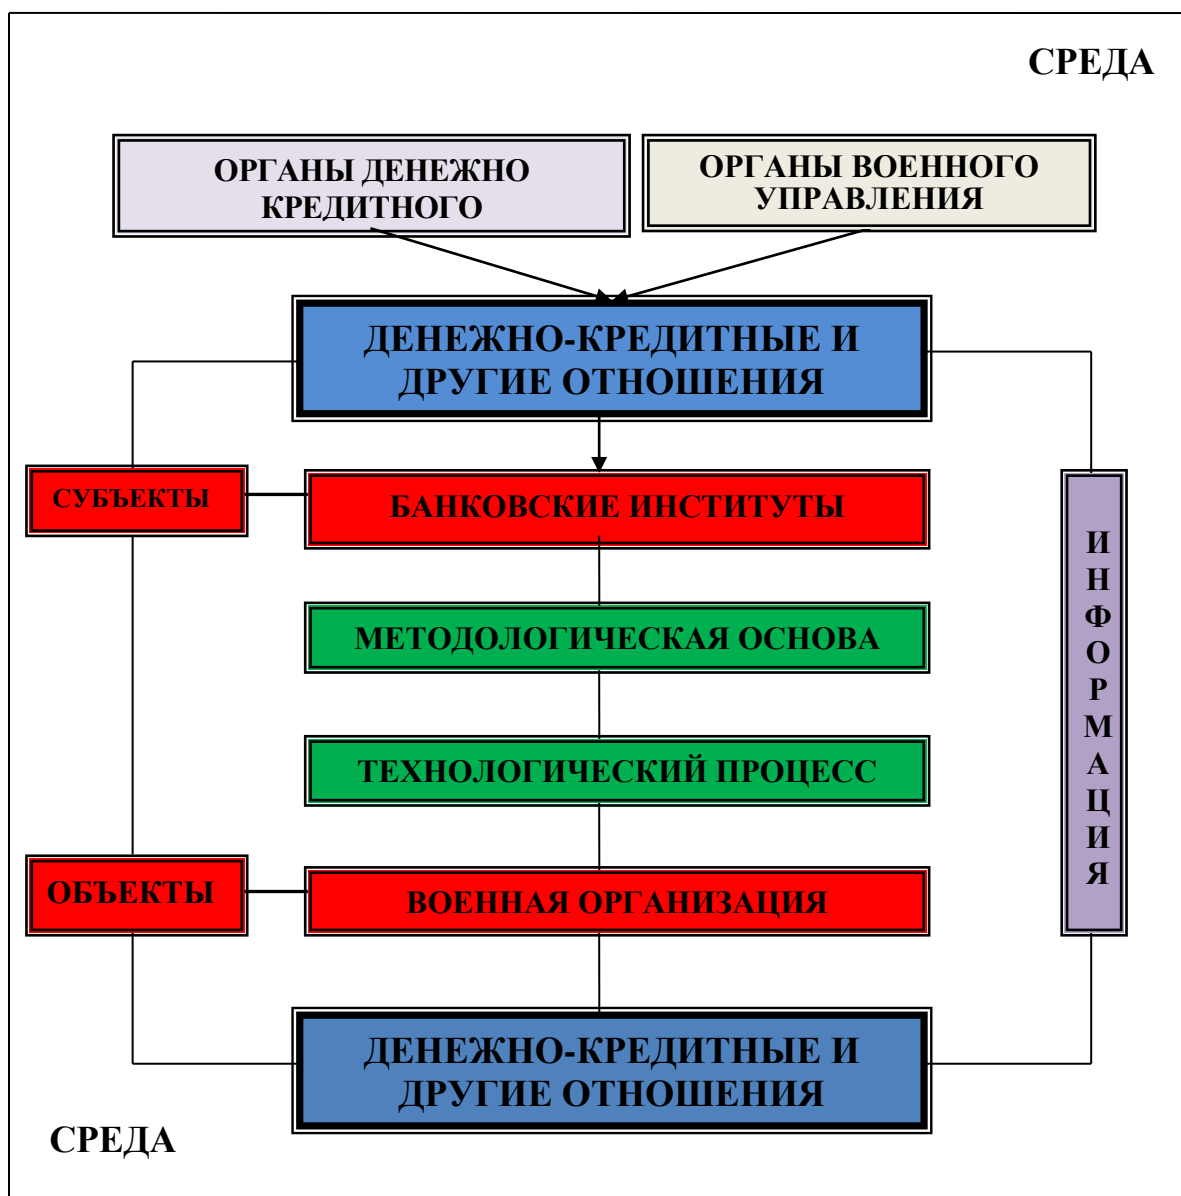 СРЕДА
ОРГАНЫ ДЕНЕЖНО
КРЕДИТНОГО
ОРГАНЫ ВОЕННОГО
УПРАВЛЕНИЯ
ДЕНЕЖНО-КРЕДИТНЫЕ И
ДРУГИЕ ОТНОШЕНИЯ
СУБЪЕКТЫ
БАНКОВСКИЕ ИНСТИТУТЫ
МЕТОДОЛОГИЧЕСКАЯ ОСНОВА
ТЕХНОЛОГИЧЕСКИЙ ПРОЦЕСС
ОБЪЕКТЫ
ВОЕННАЯ ОРГАНИЗАЦИЯ
ИНФОРМАЦИЯ
ДЕНЕЖНО-КРЕДИТНЫЕ И
ДРУГИЕ ОТНОШЕНИЯ
СРЕДА